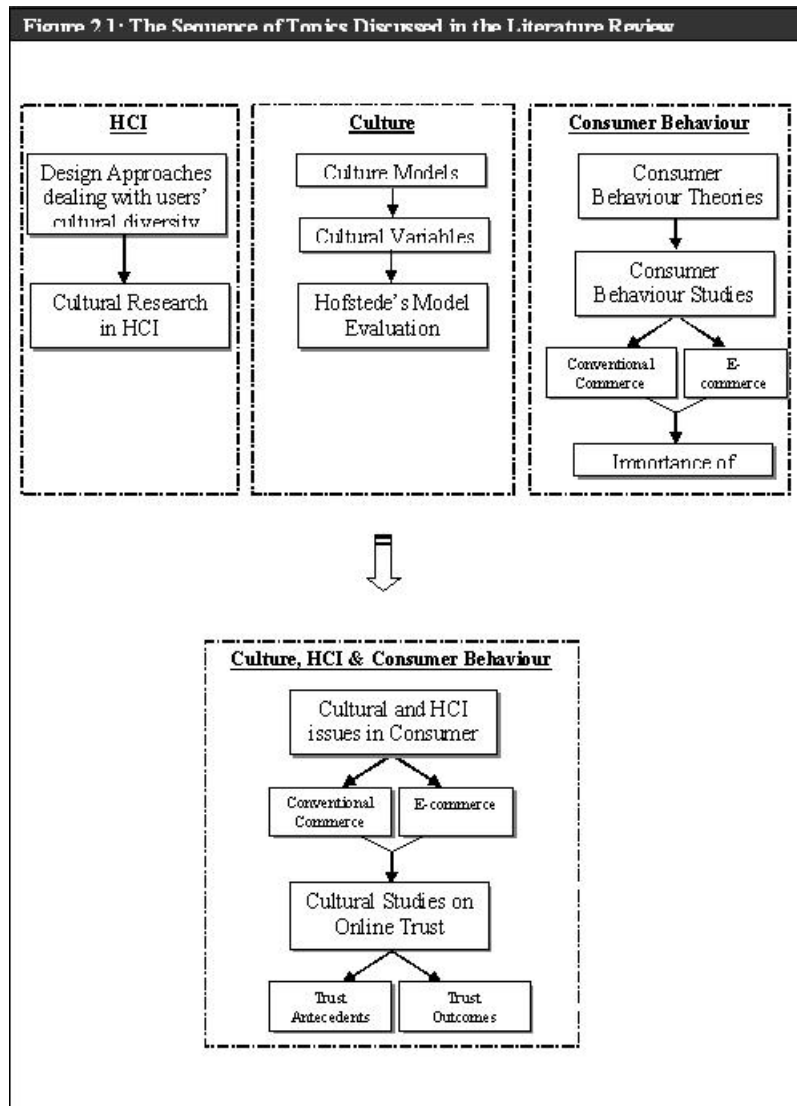 Figure 2.1: The Sequence of Topics Discussed in the Literature Review
HCI
Design Approaches
dealing with users'
cultural diversity
Cultural Research
in HCI
Culture
Culture Models
Cultural Variables
Hofstede's Model
Evaluation
Consumer Behaviour
Consumer
Behaviour Theories
Consumer
Behaviour Studies
Conventional
Commerce
E-
commerce
Importance of
Culture, HCI & Consumer Behaviour
Cultural and HCI
issues in Consumer
Conventional
Commerce
E-commerce
Cultural Studies on
Online Trust
Trust
Antecedents
Trust
Outcomes